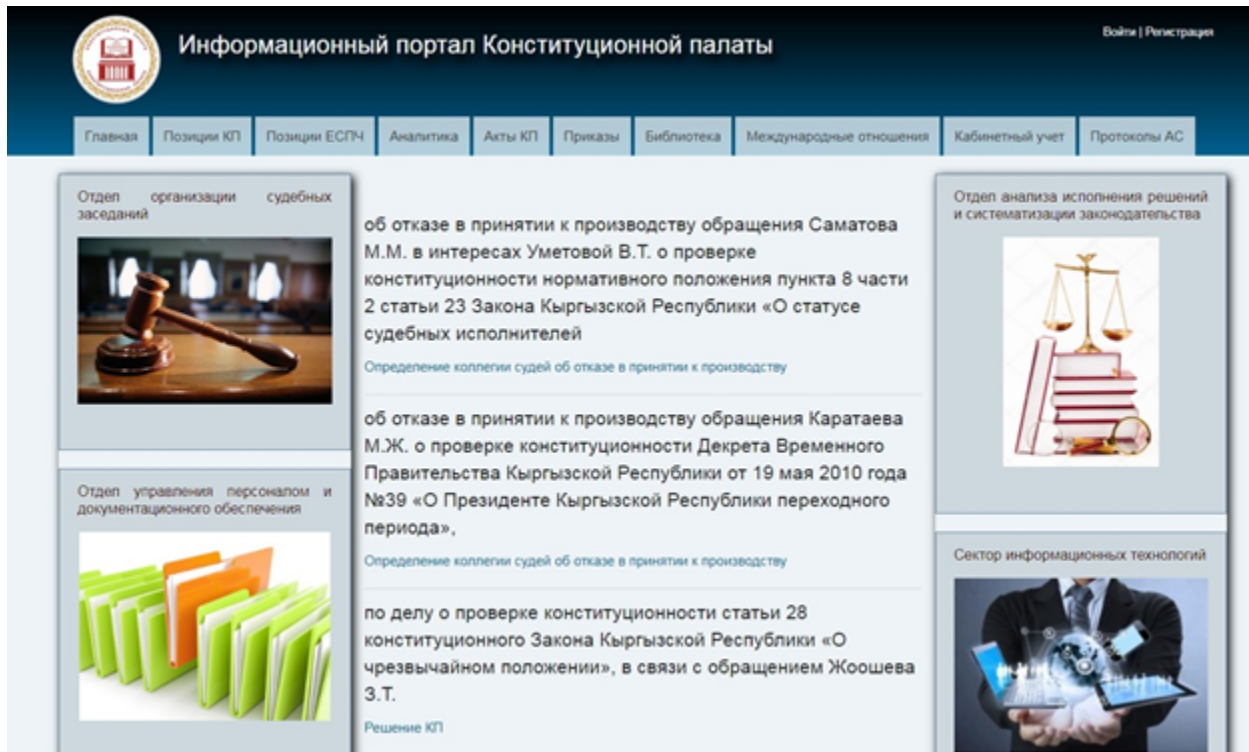 Информационный портал Конституционной палаты
Войти | Регистрация
Главная
Позиции КП
Позиции ЕСПЧ
Аналитика
Акты КП
Приказы
Библиотека
Международные отношения
Кабинетный учет
Протоколы АС
Отдел организации судебных
заседаний
Отдел управления персоналом и
документационного обеспечения
об отказе в принятии к производству обращения Саматова
М.М. в интересах Уметовой В.Т. о проверке
конституционности нормативного положения пункта 8 части
2 статьи 23 Закона Кыргызской Республики «О статусе
судебных исполнителей
Определение коллегии судей об отказе в принятии к производству
об отказе в принятии к производству обращения Каратаева
М.Ж. о проверке конституционности Декрета Временного
Правительства Кыргызской Республики от 19 мая 2010 года
№39 «О Президенте Кыргызской Республики переходного
периода»,
Определение коллегии судей об отказе в принятии к производству
по делу о проверке конституционности статьи 28
конституционного Закона Кыргызской Республики «О
чрезвычайном положении», в связи с обращением Жоошева
З.Т.
Решение КП
Отдел анализа исполнения решений
и систематизации законодательства
Сектор информационных технологий